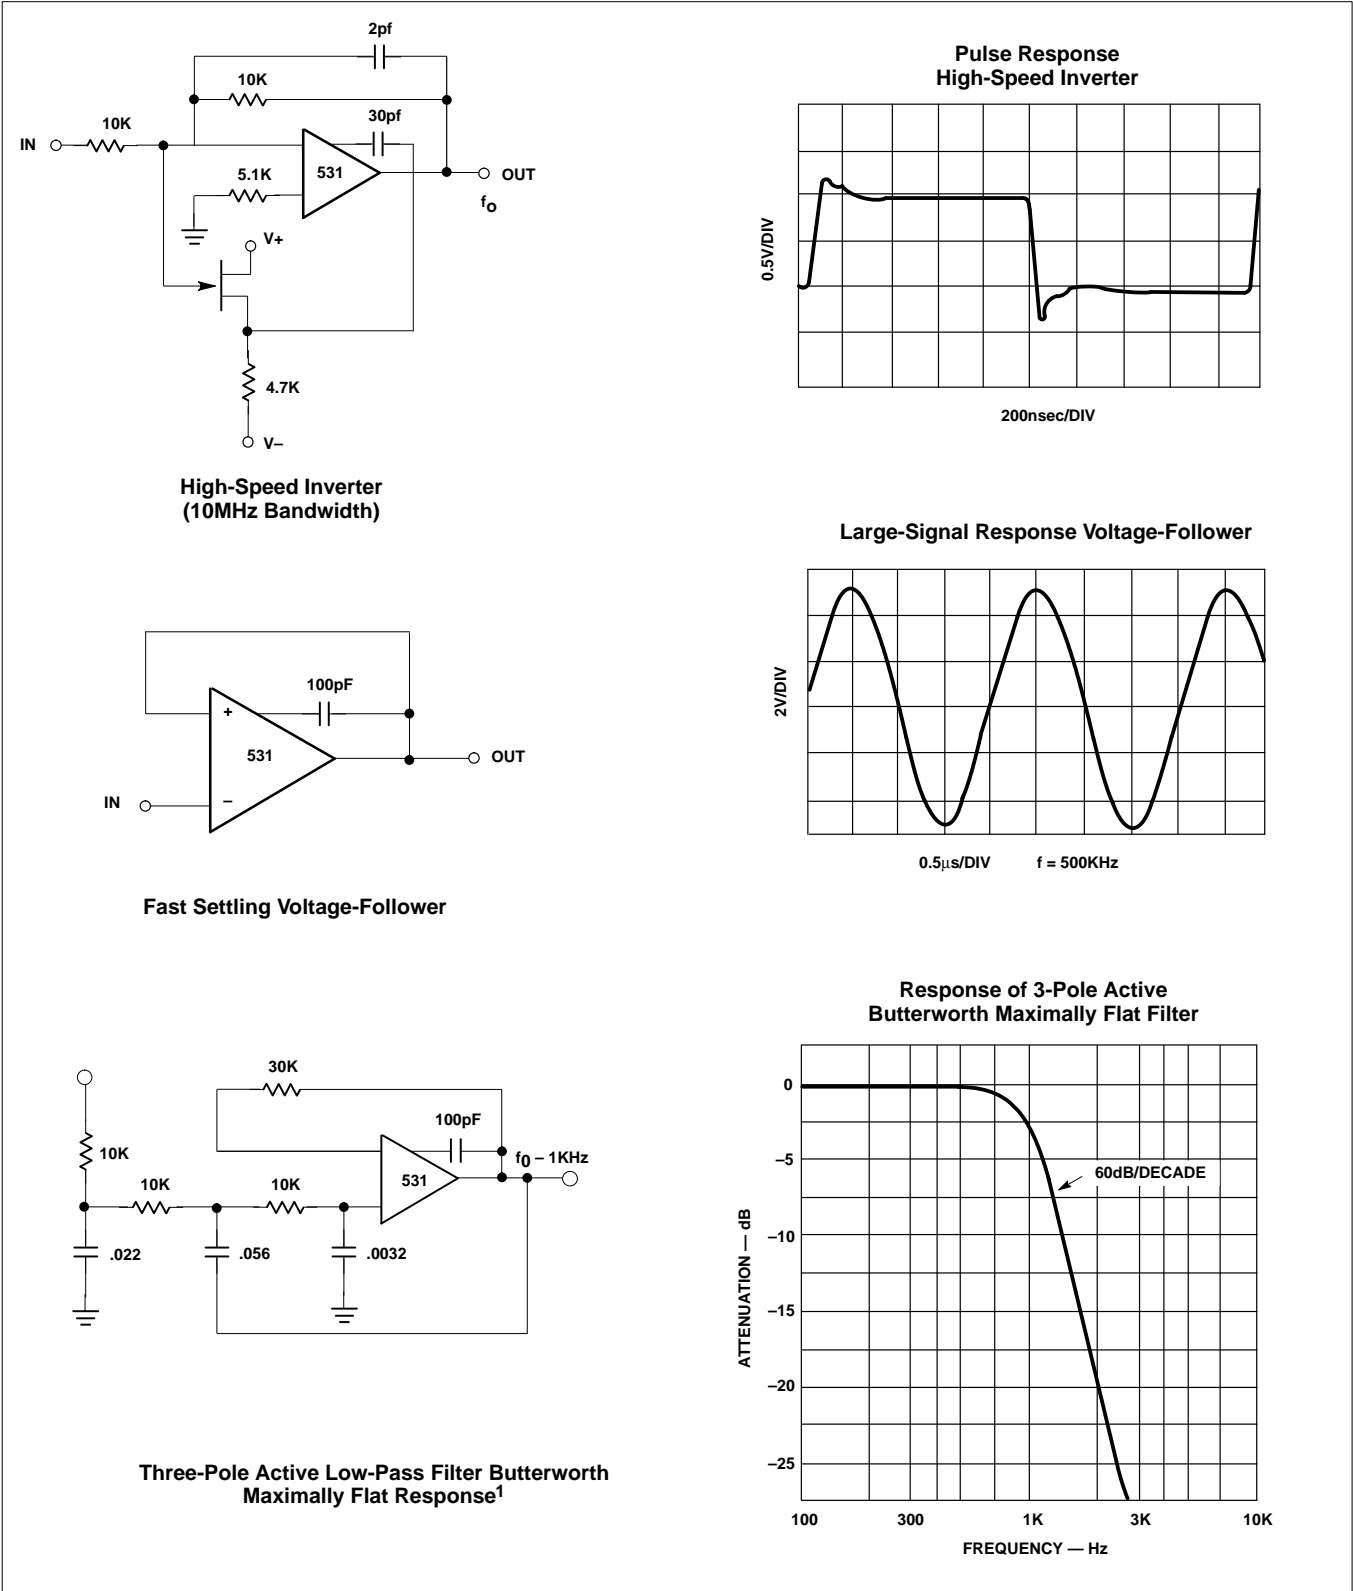 2pf
10K
30pf
10K
IN
531
OUT
5.1K
fo
V+
4.7K
V–
High-Speed Inverter
(10MHz Bandwidth)
Pulse Response
High-Speed Inverter
0.5V/DIV
200nsec/DIV
100pF
+
531
OUT
IN
–
Fast Settling Voltage-Follower
Large-Signal Response Voltage-Follower
2V/DIV
0.5µs/DIV f = 500KHz
30K
100pF
10K
f0 – 1KHz
531
10K
10K
.022
.056
.0032
Three-Pole Active Low-Pass Filter Butterworth
Maximally Flat Response1
Response of 3-Pole Active
Butterworth Maximally Flat Filter
0
–5
60dB/DECADE
–10
–15
–20
–25
ATTENUATION — dB
100 300 1K 3K 10K
FREQUENCY — Hz